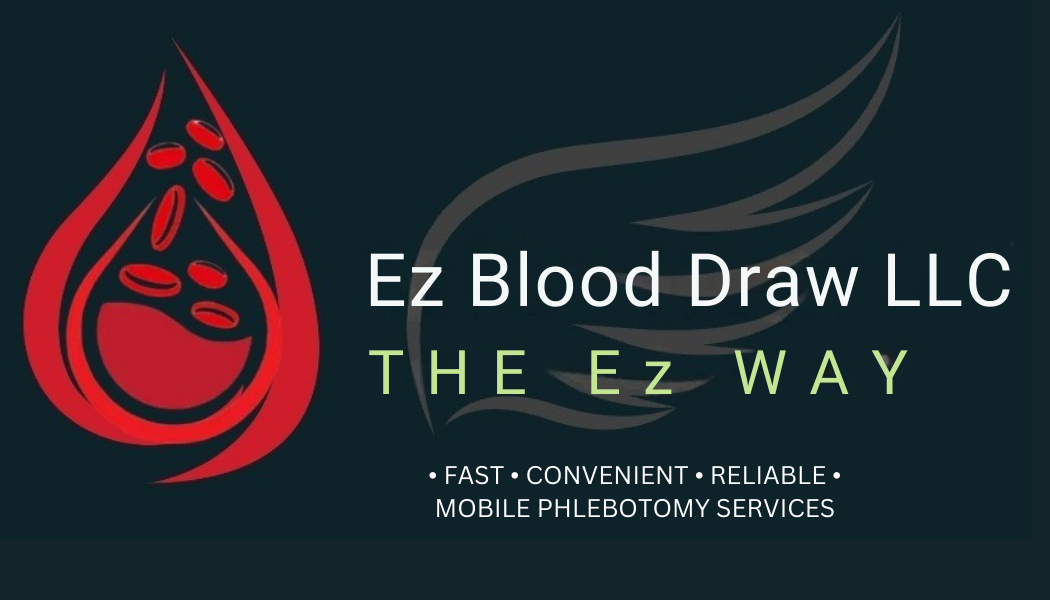 Ez Blood Draw LLC
THE Ez WAY
• FAST • CONVENIENT • RELIABLE •
MOBILE PHLEBOTOMY SERVICES